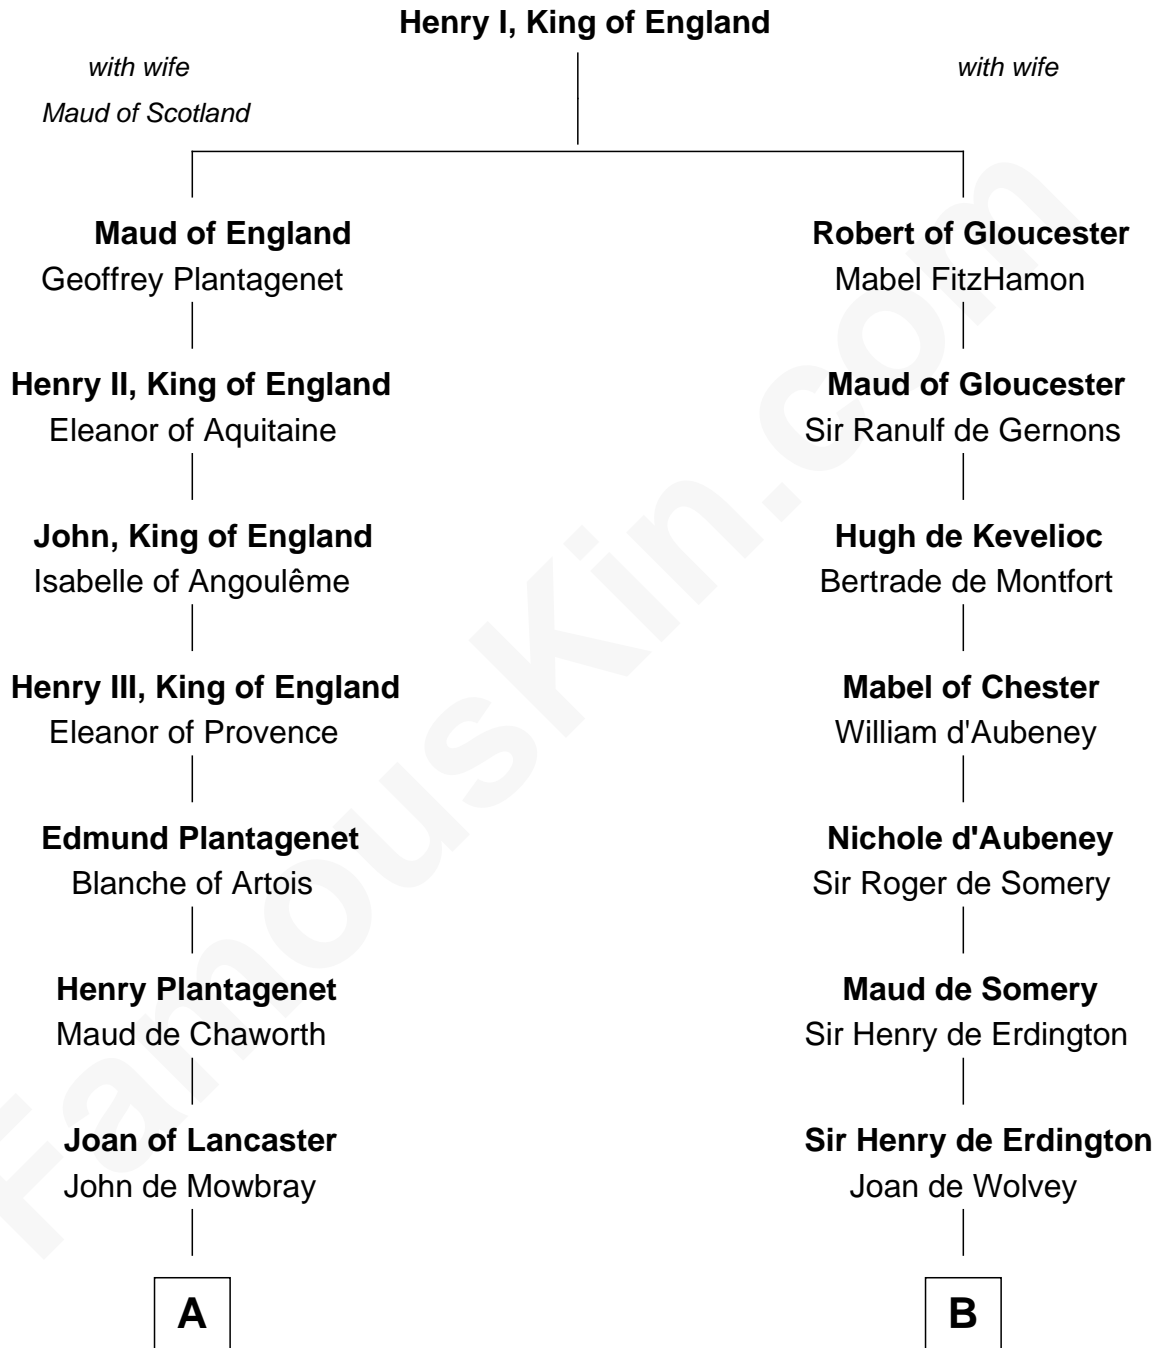 Henry I, King of England
with wife
Maud of Scotland
with wife
Maud of England
Geoffrey Plantagenet
Robert of Gloucester
Mabel FitzHamon
Henry II, King of England
Eleanor of Aquitaine
Maud of Gloucester
Sir Ranulf de Gernons
John, King of England
Isabelle of Angoulême
Hugh de Kevelioc
Bertrade de Montfort
Henry III, King of England
Eleanor of Provence
Mabel of Chester
William d'Aubeney
Edmund Plantagenet
Blanche of Artois
Nichole d'Aubeney
Sir Roger de Somery
Henry Plantagenet
Maud de Chaworth
Maud de Somery
Sir Henry de Erdington
Joan of Lancaster
John de Mowbray
Sir Henry de Erdington
Joan de Wolvey
A
B
FamousKin.com